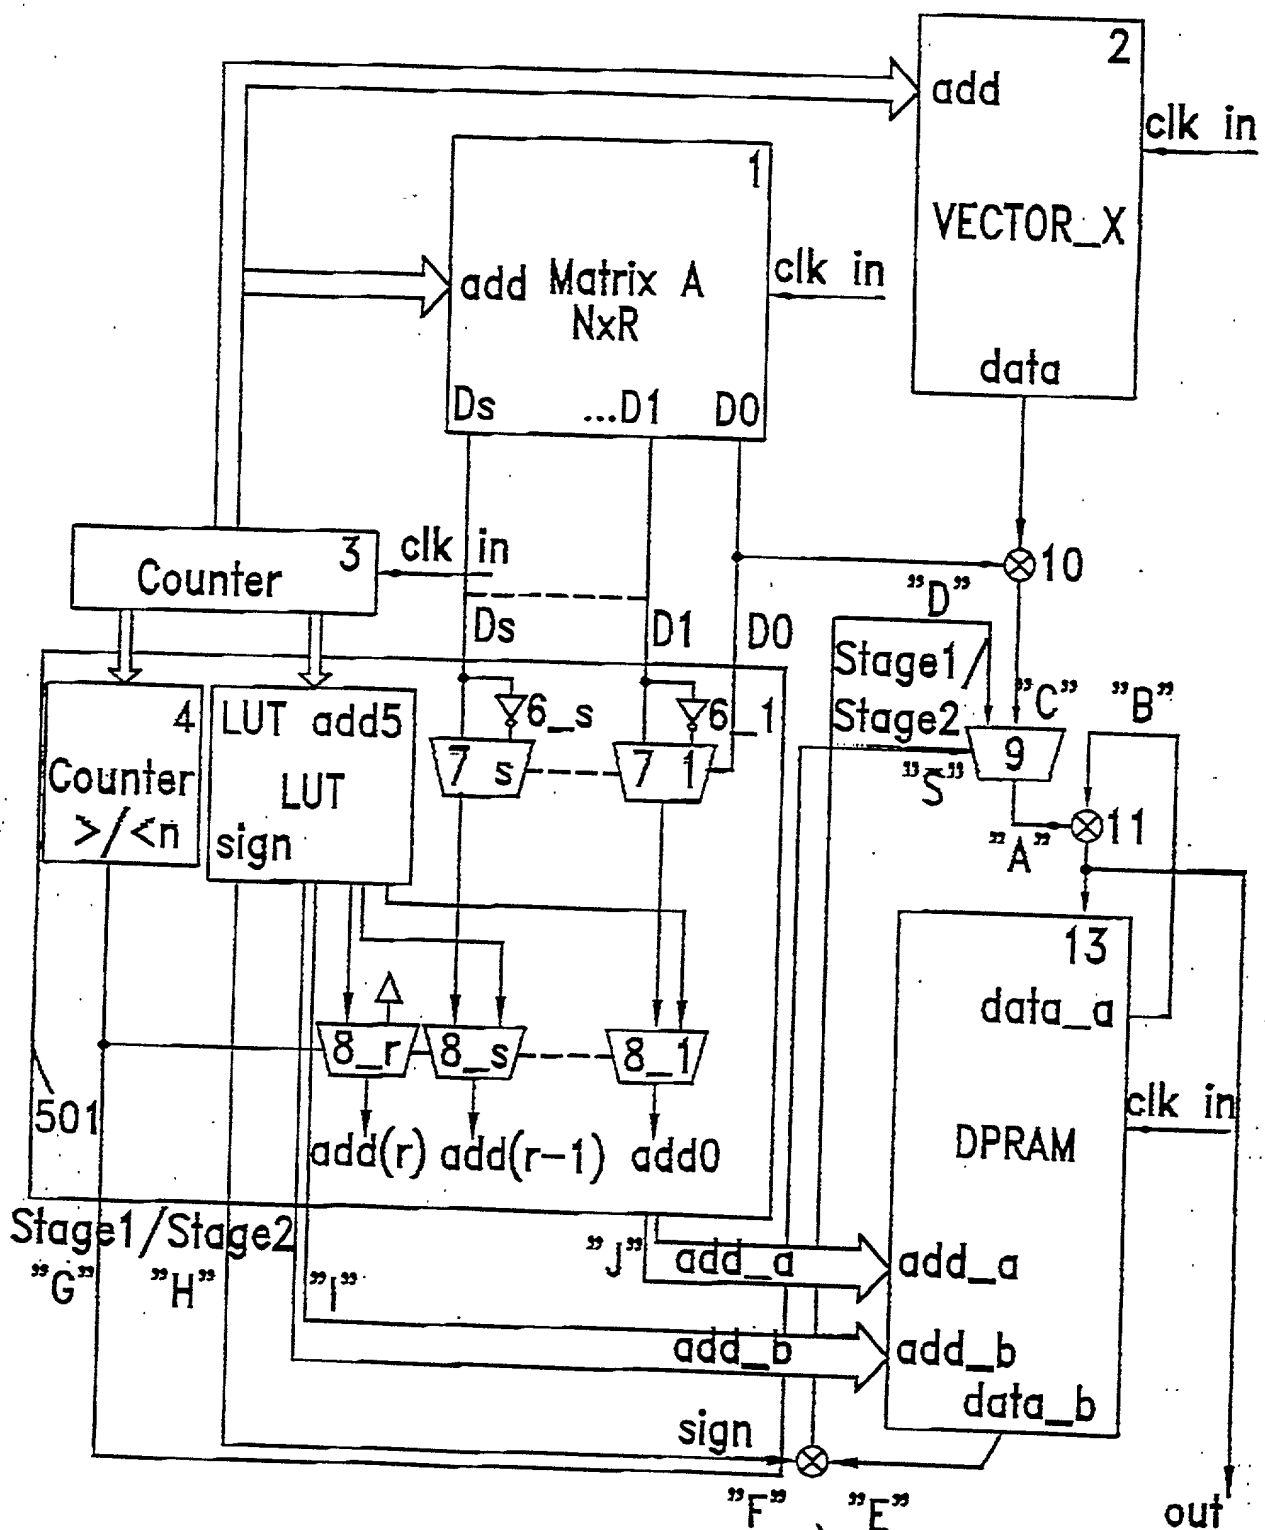 2
add
clk in
VECTOR_X
data
1
add
Matrix A
NxR
clk in
Ds ...D1 D0
3
Counter
clk in
10
"D"
Ds D1 D0
Stage1/
Stage2
"C"
"B"
4
Counter
>/<n
LUT add5
LUT
sign
6_s
6_1
7 s
7 1
9
"S"
"A"
11
13
data_a
clk in
DPRAM
8_r
8_s
8_1
501
add(r) add(r-1) add0
Stage1/Stage2
"G" "H" "I" "J"
add_a
add_a
add_b
add_b
data_b
sign
"F" "E"
out